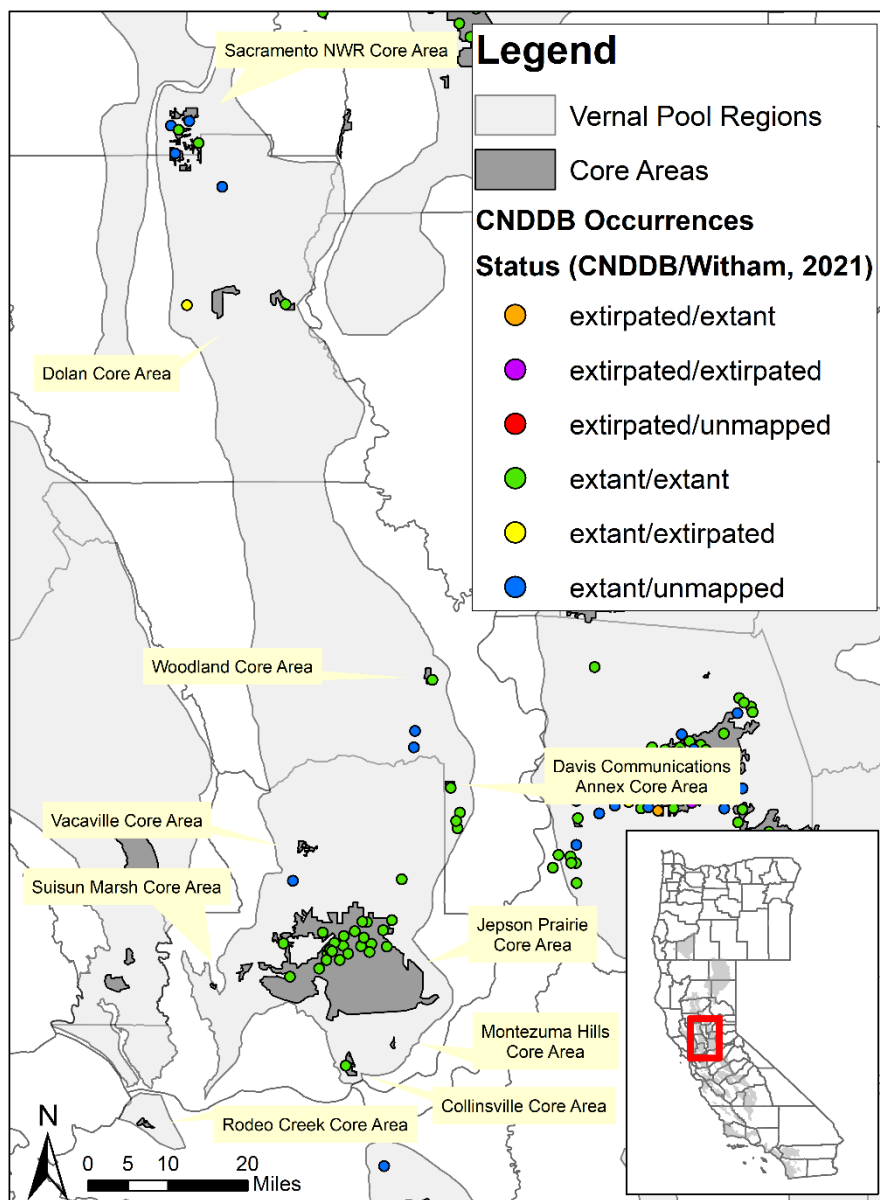 Sacramento NWR Core Area
Legend
Vernal Pool Regions
Core Areas
CNDDB Occurrences
Status (CNDDB/Witham, 2021)
extirpated/extant
extirpated/extirpated
extirpated/unmapped
extant/extant
extant/extirpated
extant/unmapped
Dolan Core Area
Woodland Core Area
Davis Communications
Annex Core Area
Vacaville Core Area
Suisun Marsh Core Area
Jepson Prairie
Core Area
Montezuma Hills
Core Area
Collinsville Core Area
Rodeo Creek Core Area
N
0 5 10 20
Miles